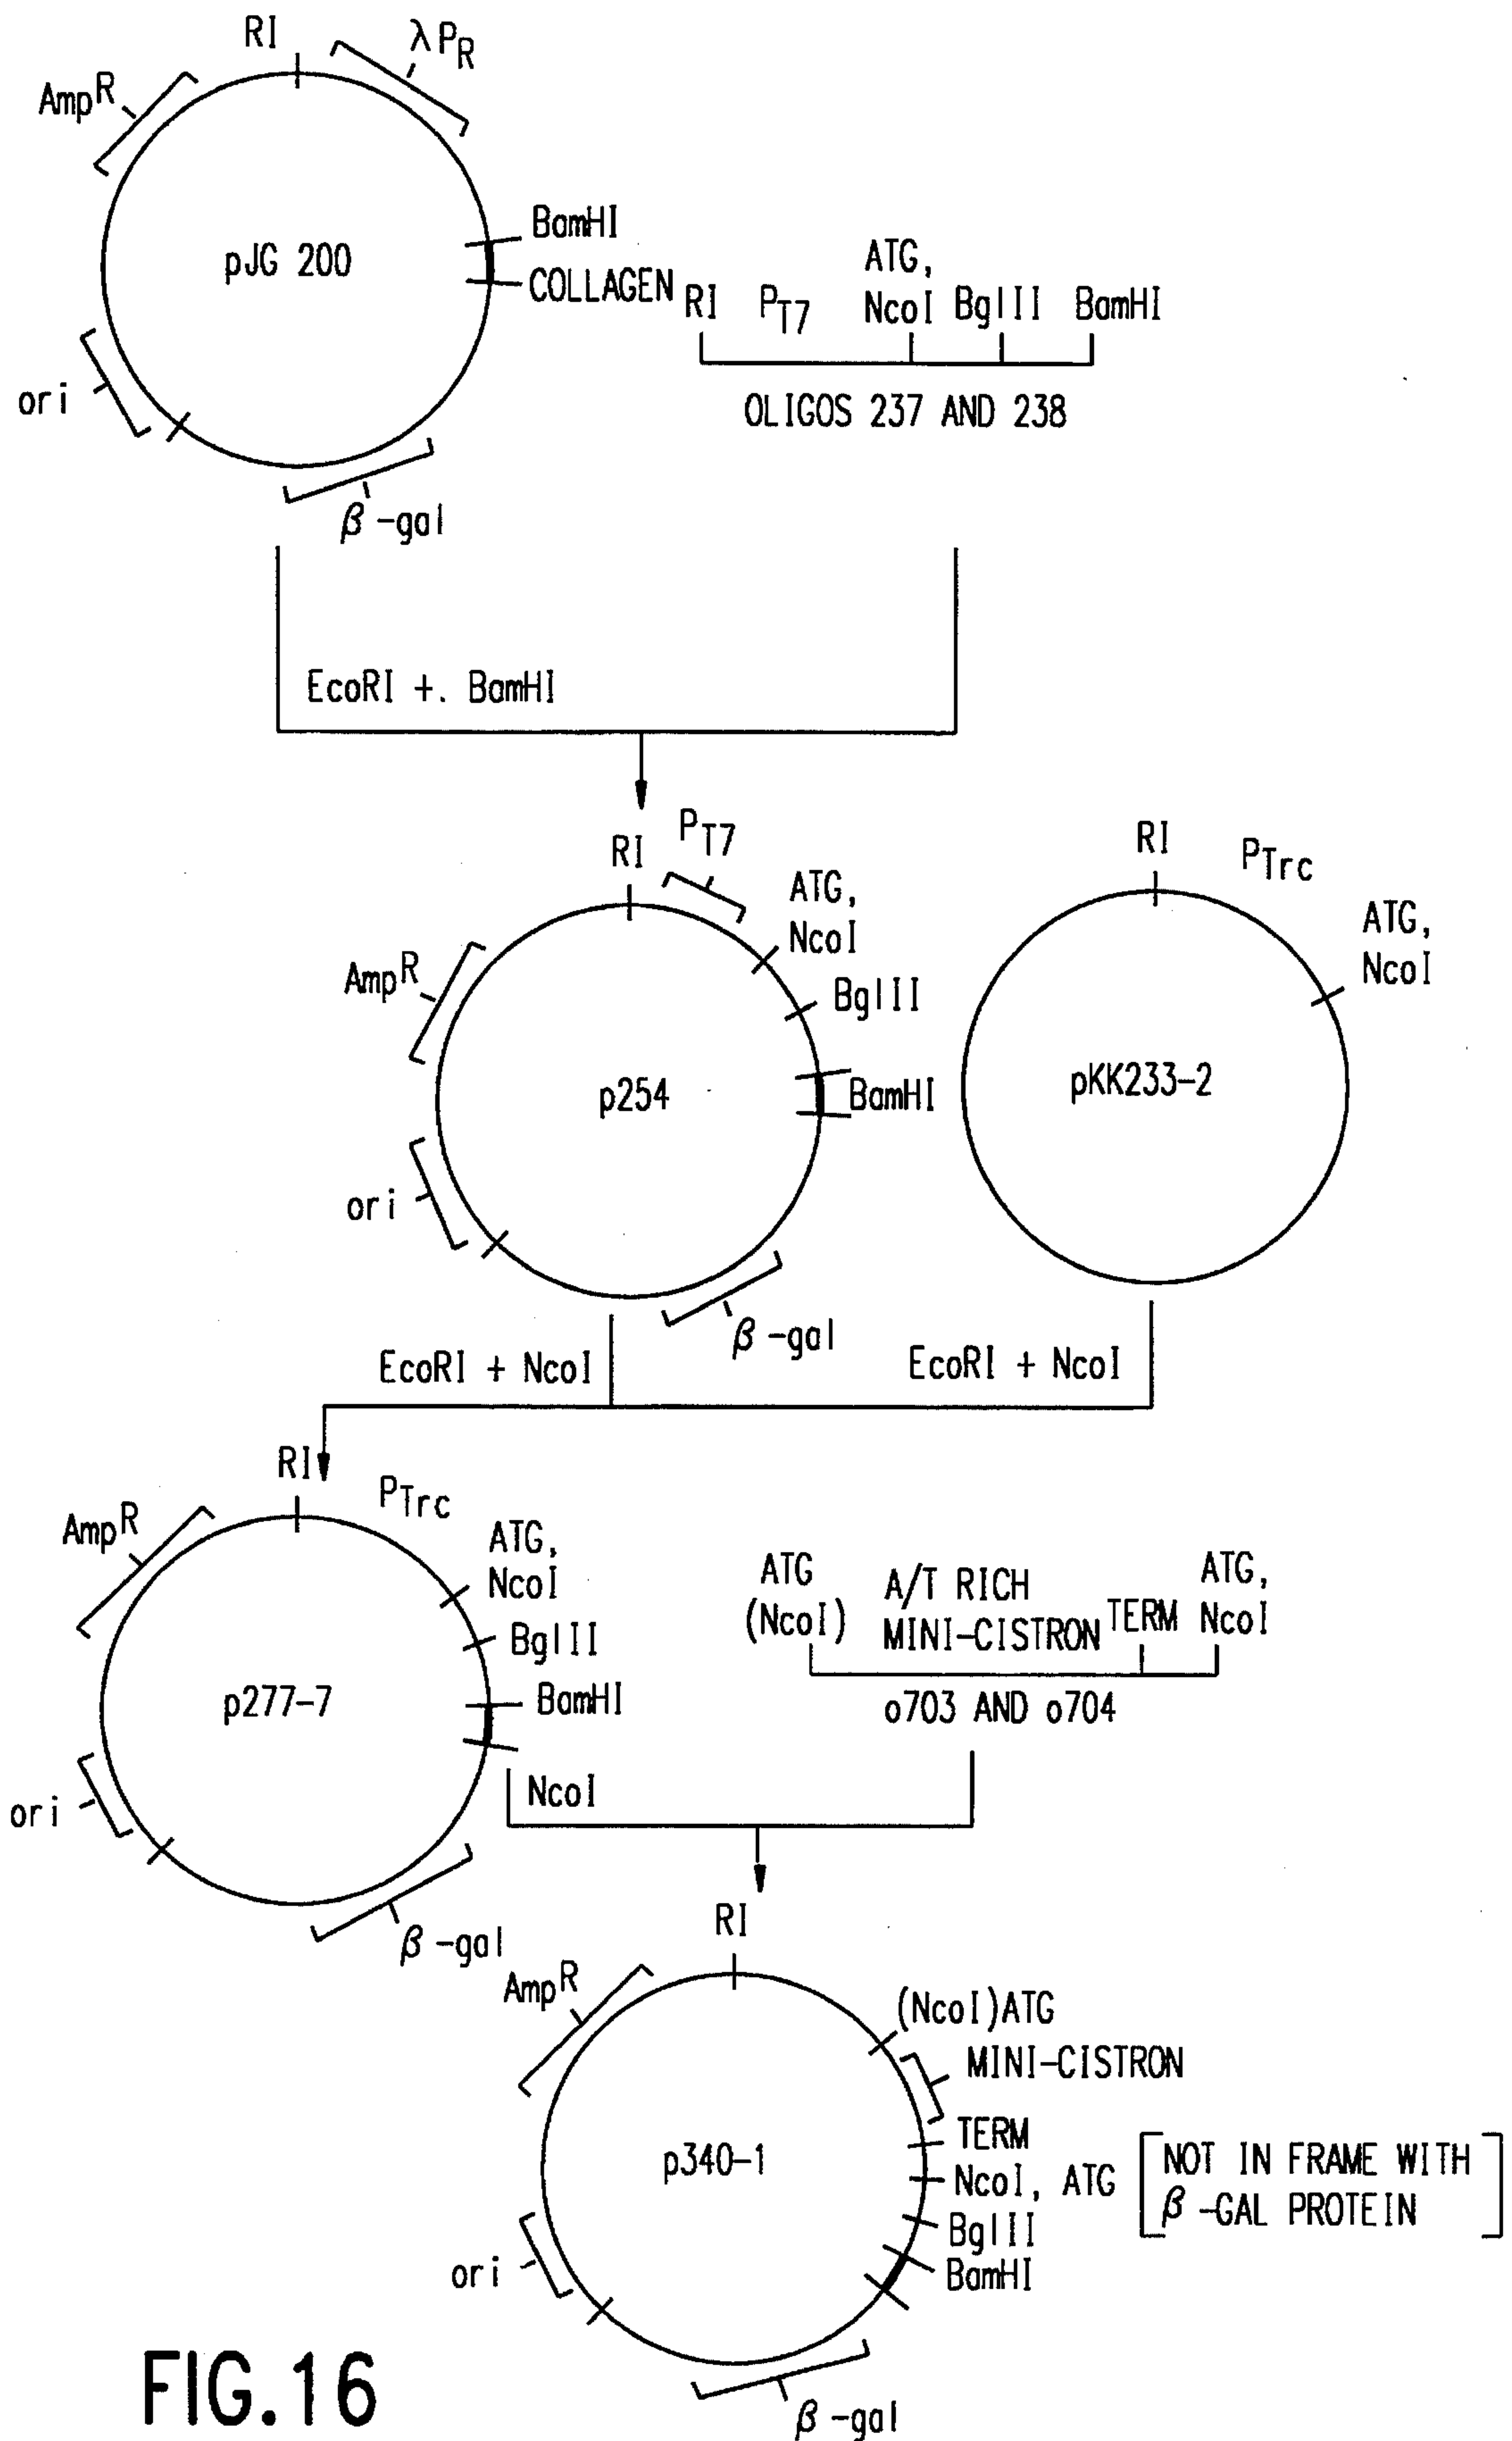 RI
λPR
AmpR
BamHI
pJG 200
COLLAGEN
ori
β-gal
RI
PT7
ATG,
NcoI
BglII
BamHI
OLIGOS 237 AND 238
EcoRI +. BamHI
RI
PT7
ATG,
NcoI
AmpR
BglII
p254
BamHI
ori
β-gal
RI
PTrc
ATG,
NcoI
pKK233-2
EcoRI + NcoI
EcoRI + NcoI
RI
PTrc
AmpR
ATG,
NcoI
BglII
p277-7
BamHI
ori
β-gal
ATG
(NcoI)
A/T RICH
MINI-CISTRON
TERM
ATG,
NcoI
o703 AND o704
NcoI
RI
AmpR
(NcoI)ATG
MINI-CISTRON
p340-1
TERM
NcoI, ATG
[NOT IN FRAME WITH
β-GAL PROTEIN]
BglII
BamHI
ori
β-gal
FIG.16